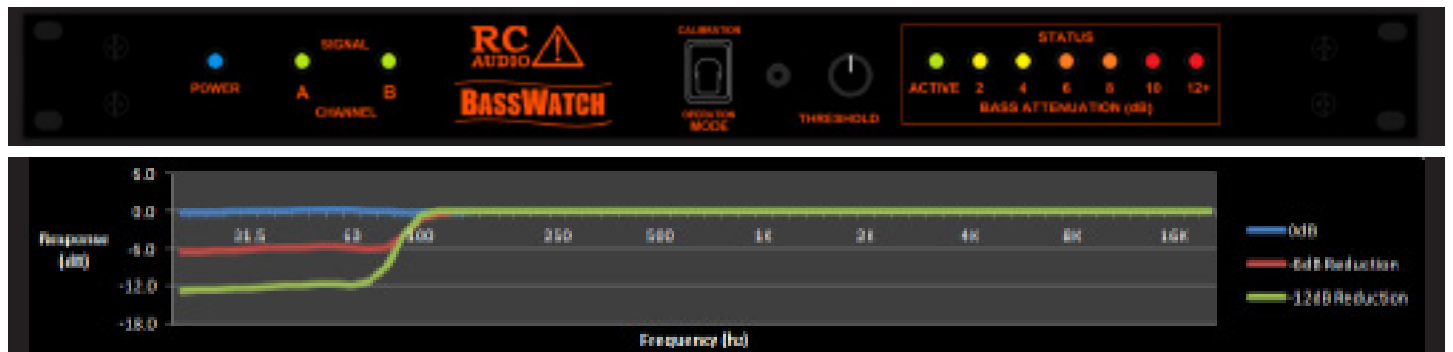 RC
AUDIO
BASSWATCH
POWER
SIGNAL
A B
CHANNEL
CALIBRATION
OPERATION
MODE
THRESHOLD
STATUS
ACTIVE 2 4 6 8 10 12+
BASS ATTENUATION (dB)
6.0
0.0
-6.0
-12.0
-18.0
Response
(dB)
31.5 63 100 250 500 1K 2K 4K 8K 16K
Frequency (hz)
0dB
-6dB Reduction
-12dB Reduction